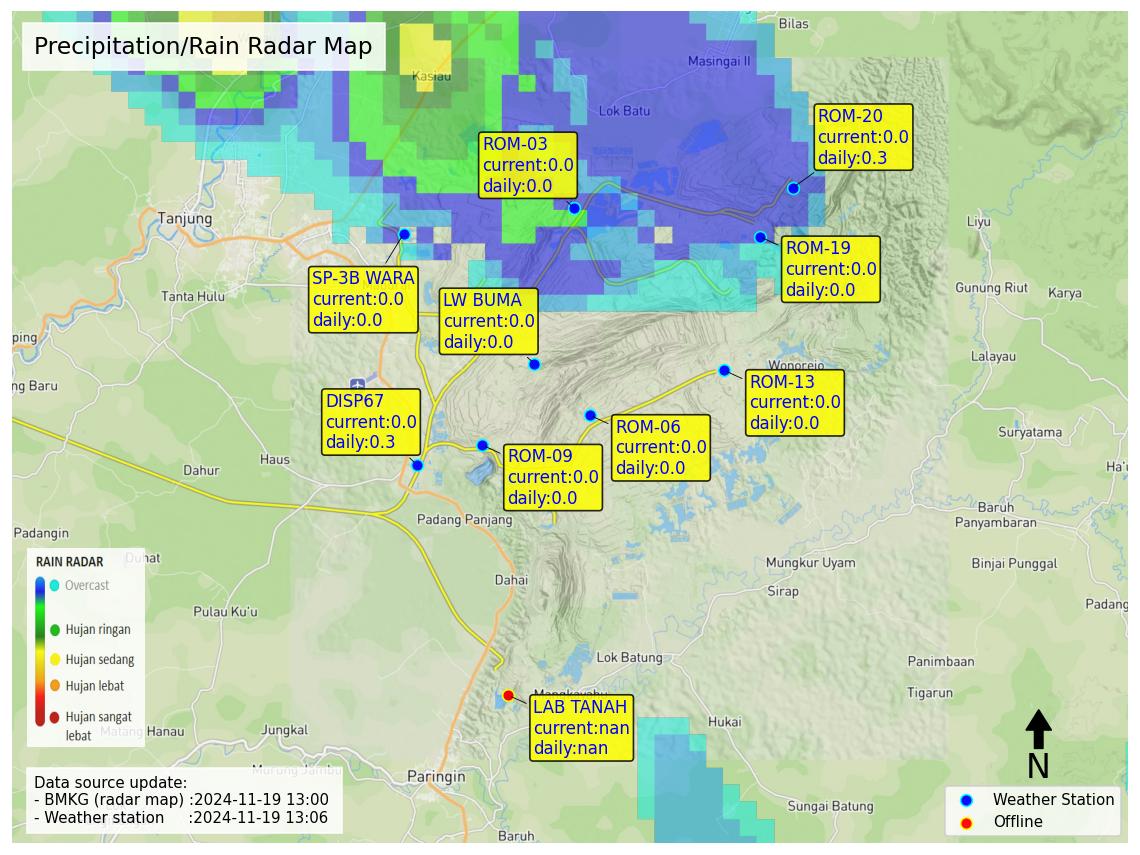 Precipitation/Rain Radar Map
Bilas
Kasiau
Masingai II
Lok Batu
ROM-20
current:0.0
daily:0.3
ROM-03
current:0.0
daily:0.0
Tanjung
Liyu
ROM-19
current:0.0
daily:0.0
SP-3B WARA
current:0.0
daily:0.0
Tanta Hulu
LW BUMA
current:0.0
daily:0.0
Gunung Riut
Karya
ping
Lalayau
Wonorejo
ng Baru
ROM-13
current:0.0
daily:0.0
DISP67
current:0.0
daily:0.3
ROM-06
current:0.0
daily:0.0
Suryatama
ROM-09
current:0.0
daily:0.0
Haus
Dahur
Ha'u
Baruh
Panyambaran
Padang Panjang
Padangin
Duhat
RAIN RADAR
Overcast
Hujan ringan
Hujan sedang
Hujan lebat
Hujan sangat
lebat
Mungkur Uyam
Binjai Punggal
Dahai
Sirap
Padang
Pulau Ku'u
Lok Batung
Panimbaan
Tigarun
Mangkayahu
LAB TANAH
current:nan
daily:nan
Matang Hanau
Jungkal
Hukai
Murung Jambu
Paringin
N
Data source update:
- BMKG (radar map) :2024-11-19 13:00
- Weather station :2024-11-19 13:06
Sungai Batung
Weather Station
Offline
Baruh